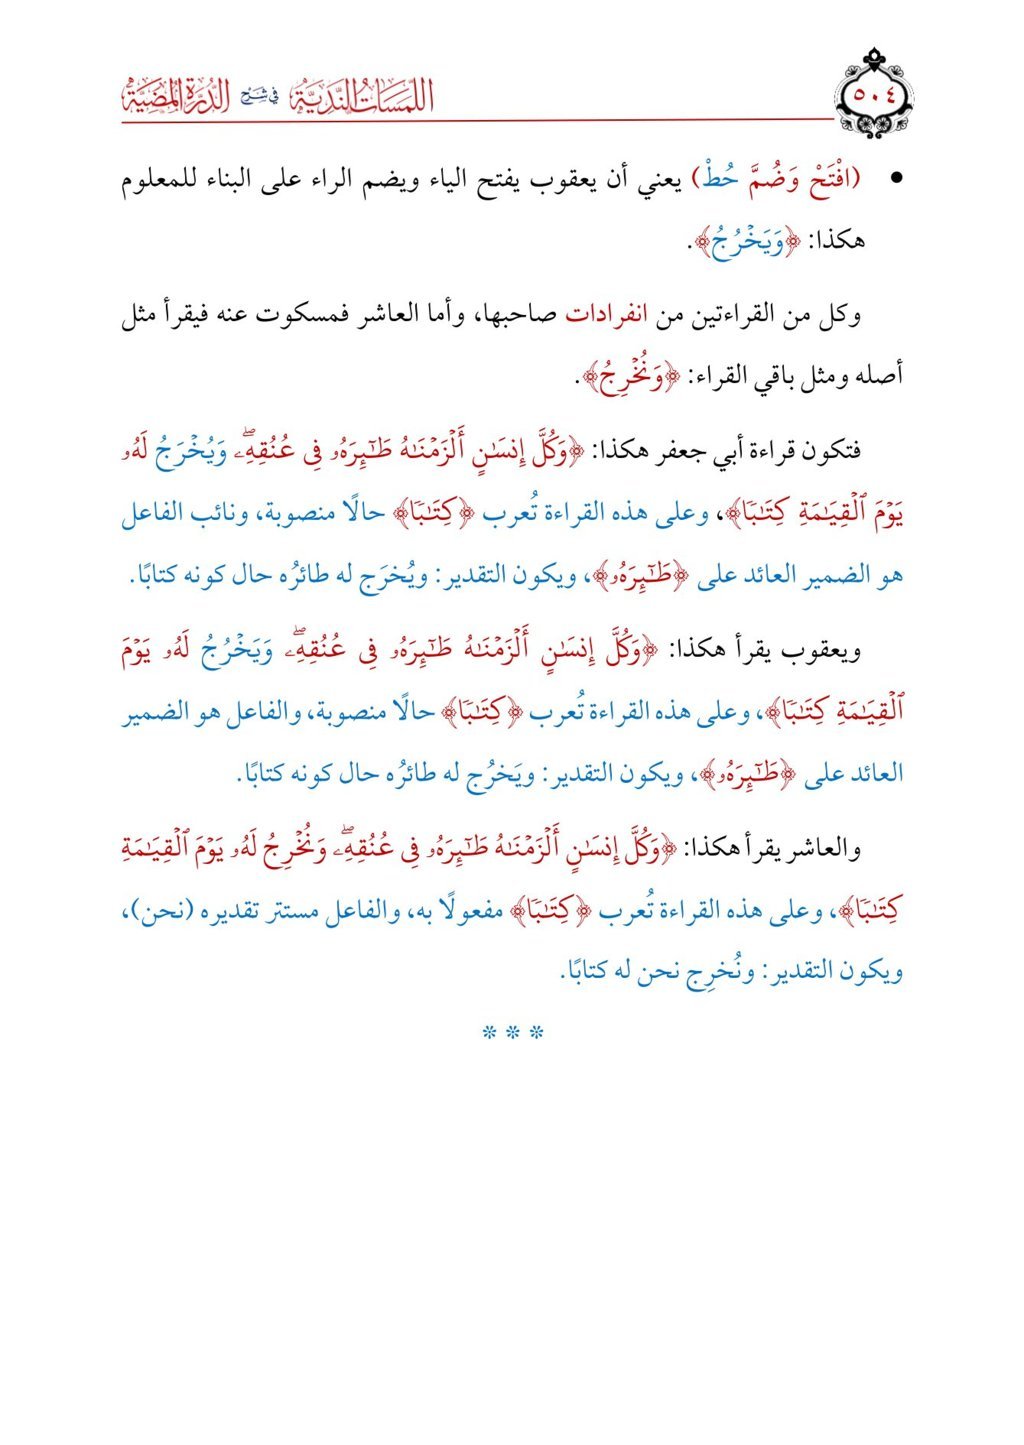 ٥٠٤
اللمسات الندية في شرح الدرة المضية
• (افْتَحْ وَضُمَّ حُطْ) يعني أن يعقوب يفتح الياء ويضم الراء على البناء للمعلوم
هكذا: ﴿وَيَخۡرُجُ﴾.
وكل من القراءتين من انفرادات صاحبها، وأما العاشر فمسكوت عنه فيقرأ مثل
أصله ومثل باقي القراء: ﴿وَنُخۡرِجُ﴾.
فتكون قراءة أبي جعفر هكذا: ﴿وَكُلَّ إِنسَٰنٍ أَلۡزَمۡنَٰهُ طَٰٓئِرَهُۥ فِي عُنُقِهِۦۖ وَيُخۡرَجُ لَهُۥ
يَوۡمَ ٱلۡقِيَٰمَةِ كِتَٰبٗا﴾، وعلى هذه القراءة تُعرب ﴿كِتَٰبٗا﴾ حالًا منصوبة، ونائب الفاعل
هو الضمير العائد على ﴿طَٰٓئِرَهُۥ﴾، ويكون التقدير: ويُخرَج له طائرُه حال كونه كتابًا.
ويعقوب يقرأ هكذا: ﴿وَكُلَّ إِنسَٰنٍ أَلۡزَمۡنَٰهُ طَٰٓئِرَهُۥ فِي عُنُقِهِۦۖ وَيَخۡرُجُ لَهُۥ يَوۡمَ
ٱلۡقِيَٰمَةِ كِتَٰبٗا﴾، وعلى هذه القراءة تُعرب ﴿كِتَٰبٗا﴾ حالًا منصوبة، والفاعل هو الضمير
العائد على ﴿طَٰٓئِرَهُۥ﴾، ويكون التقدير: ويَخرُج له طائرُه حال كونه كتابًا.
والعاشر يقرأ هكذا: ﴿وَكُلَّ إِنسَٰنٍ أَلۡزَمۡنَٰهُ طَٰٓئِرَهُۥ فِي عُنُقِهِۦۖ وَنُخۡرِجُ لَهُۥ يَوۡمَ ٱلۡقِيَٰمَةِ
كِتَٰبٗا﴾، وعلى هذه القراءة تُعرب ﴿كِتَٰبٗا﴾ مفعولًا به، والفاعل مستتر تقديره (نحن)،
ويكون التقدير: ونُخرِج نحن له كتابًا.
* * *